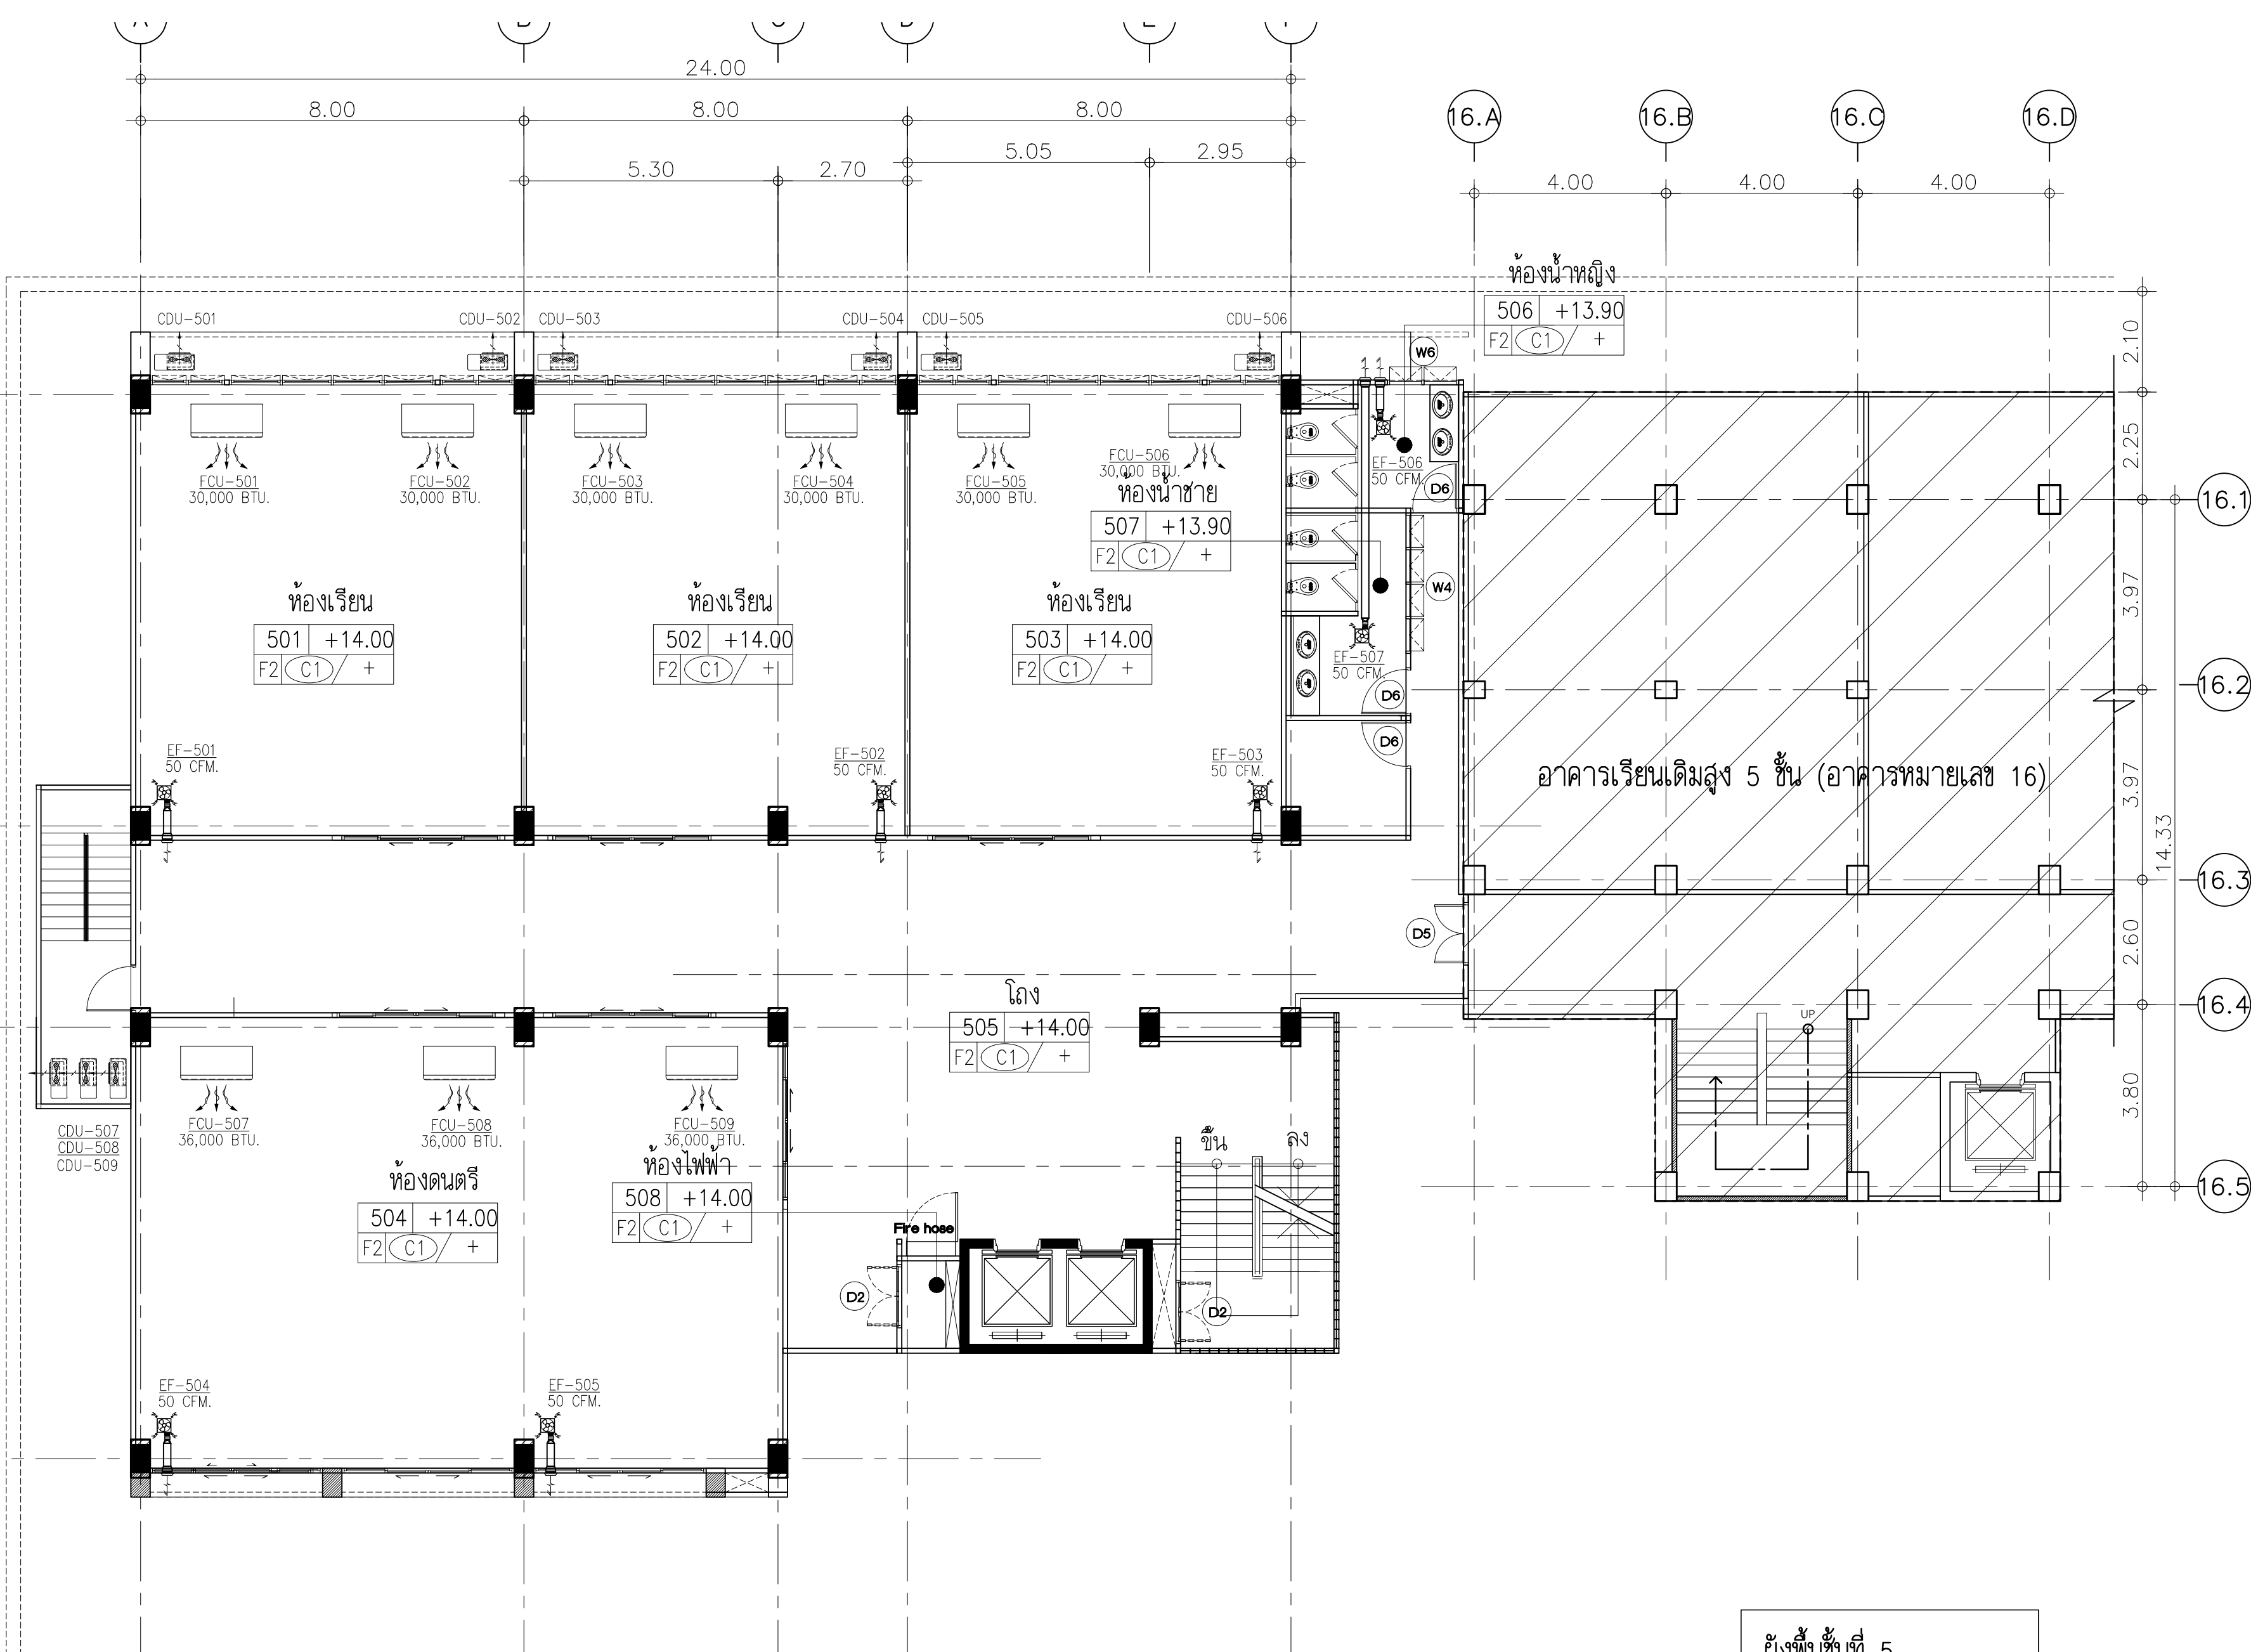 24.00
8.00
8.00
8.00
5.05
2.95
5.30
2.70
16.A
16.B
16.C
16.D
4.00
4.00
4.00
ห้องน้ำหญิง
506 +13.90
F2 C1 / +
CDU-501
CDU-502
CDU-503
CDU-504
CDU-505
CDU-506
W6
2.10
2.25
FCU-501
30,000 BTU.
FCU-502
30,000 BTU.
FCU-503
30,000 BTU.
FCU-504
30,000 BTU.
FCU-505
30,000 BTU.
FCU-506
30,000 BTU.
EF-506
50 CFM.
D6
16.1
ห้องน้ำชาย
507 +13.90
F2 C1 / +
W4
3.97
ห้องเรียน
501 +14.00
F2 C1 / +
ห้องเรียน
502 +14.00
F2 C1 / +
ห้องเรียน
503 +14.00
F2 C1 / +
EF-507
50 CFM.
D6
D6
16.2
EF-501
50 CFM.
EF-502
50 CFM.
EF-503
50 CFM.
อาคารเรียนเดิมสูง 5 ชั้น (อาคารหมายเลข 16)
3.97
14.33
16.3
D5
2.60
โถง
505 +14.00
F2 C1 / +
UP
16.4
3.80
FCU-507
36,000 BTU.
FCU-508
36,000 BTU.
FCU-509
36,000 BTU.
CDU-507
CDU-508
CDU-509
ขึ้น
ลง
ห้องดนตรี
504 +14.00
F2 C1 / +
ห้องไฟฟ้า
508 +14.00
F2 C1 / +
16.5
Fire hose
D2
D2
EF-504
50 CFM.
EF-505
50 CFM.
ผังพื้นชั้นที่ 5